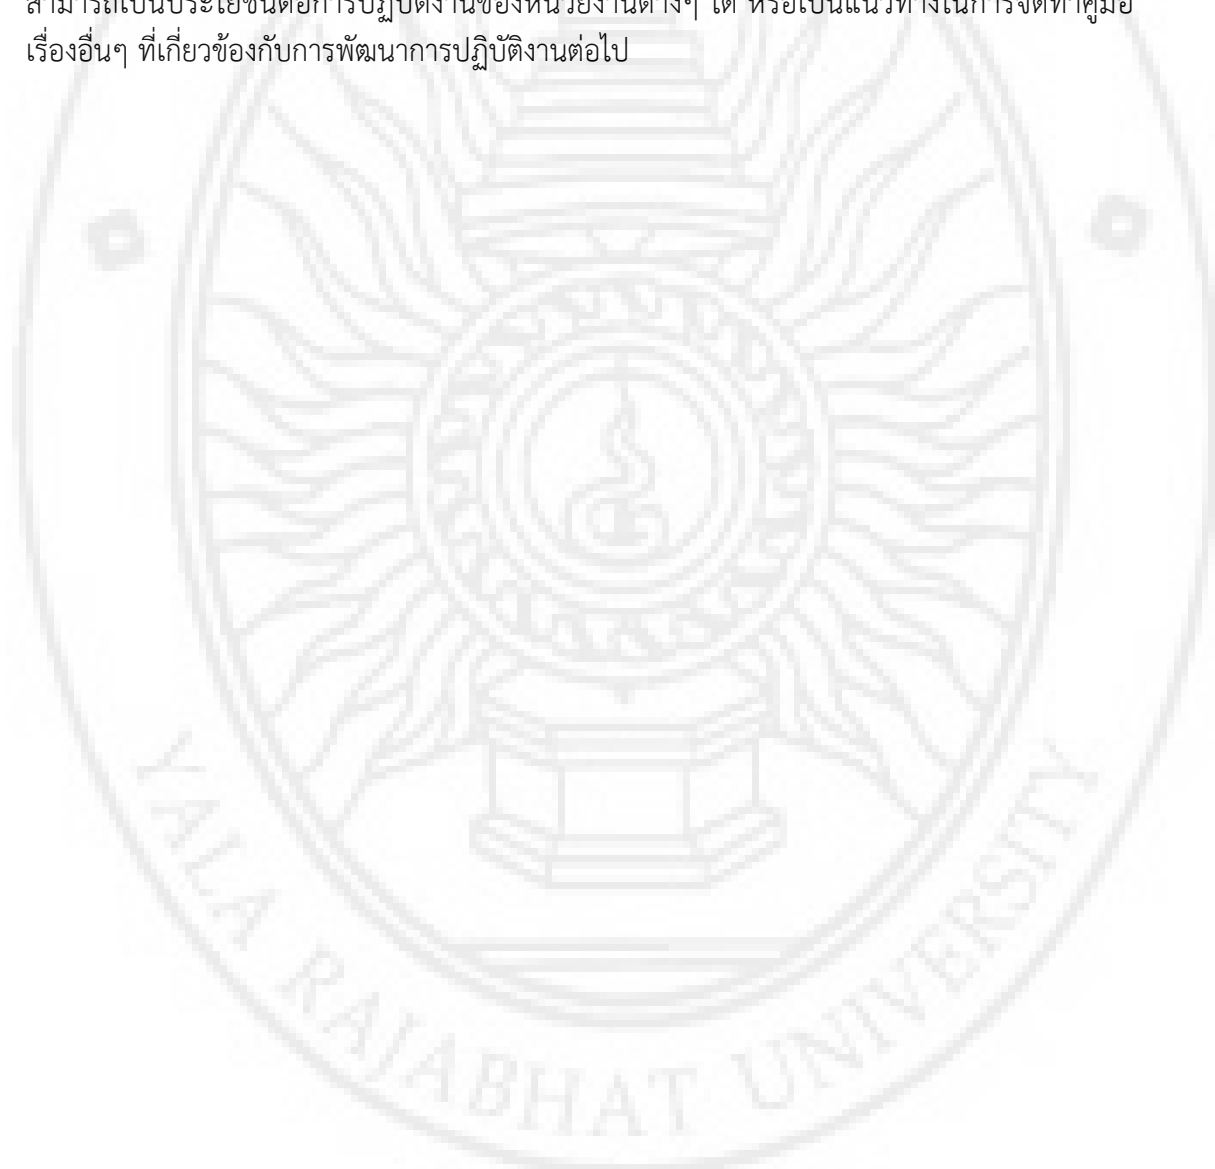 สามารถเป็นประโยชน์ต่อการปฏิบัติงานของหน่วยงานต่างๆ ได้ หรือเป็นแนวทางในการจัดทำคู่มือ
เรื่องอื่นๆ ที่เกี่ยวข้องกับการพัฒนาการปฏิบัติงานต่อไป
YALA RAJABHAT UNIVERSITY